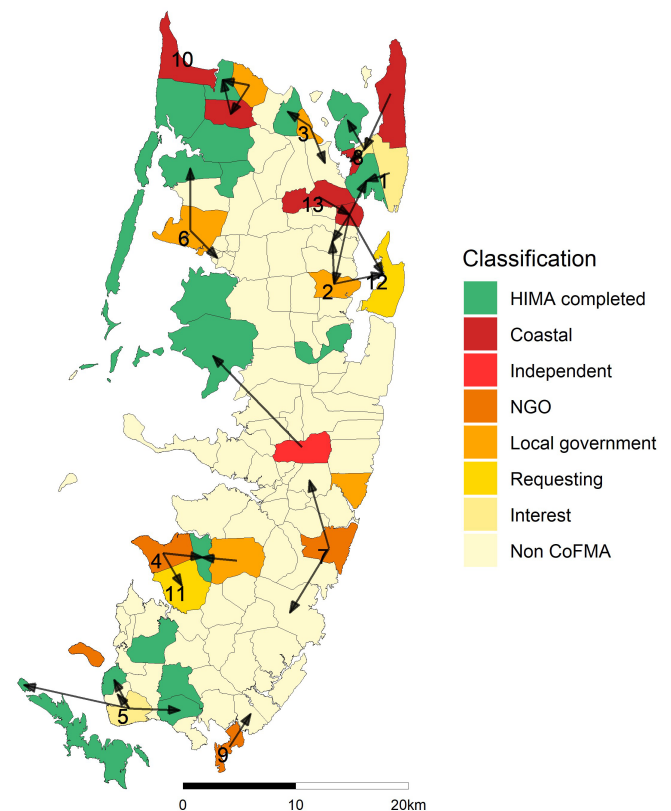 10
3
8
1
13
6
2
12
Classification
HIMA completed
Coastal
Independent
NGO
Local government
Requesting
Interest
Non CoFMA
4
7
11
5
9
0 10 20km